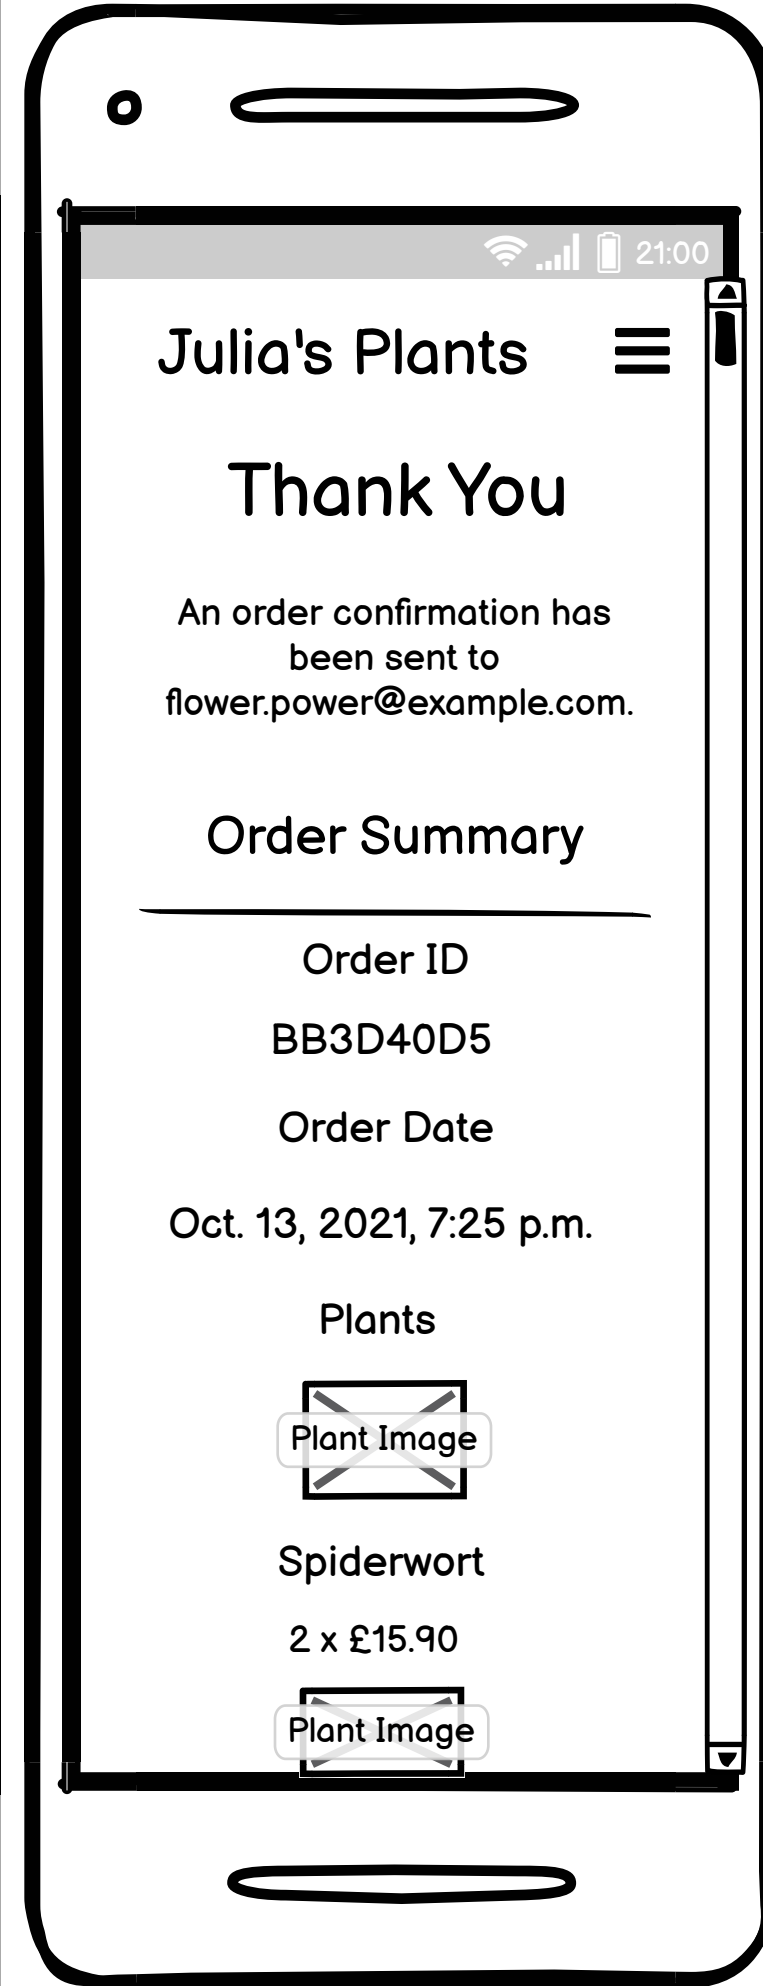 21:00
Julia's Plants
Thank You
An order confirmation has
been sent to
flower.power@example.com.
Order Summary
Order ID
BB3D40D5
Order Date
Oct. 13, 2021, 7:25 p.m.
Plants
Plant Image
Spiderwort
2 x £15.90
Plant Image